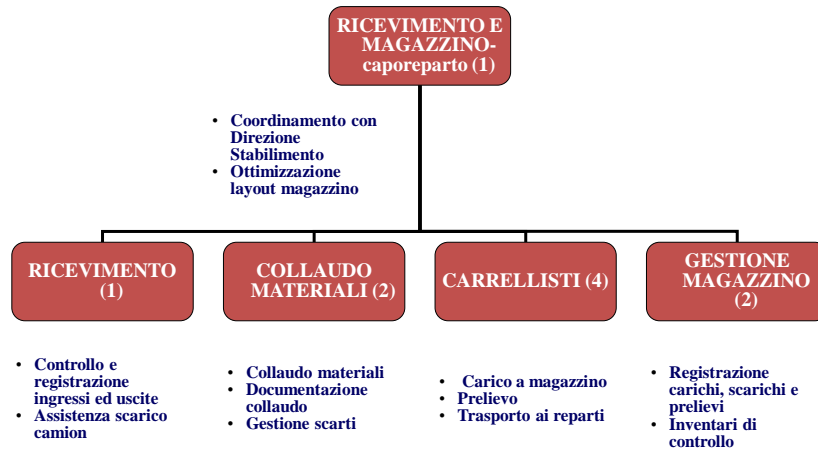 RICEVIMENTO E
MAGAZZINO-
caporeparto (1)
• Coordinamento con
Direzione
Stabilimento
• Ottimizzazione
layout magazzino
RICEVIMENTO
(1)
COLLAUDO
MATERIALI (2)
CARRELLISTI (4)
GESTIONE
MAGAZZINO
(2)
• Controllo e
registrazione
ingressi ed uscite
• Assistenza scarico
camion
• Collaudo materiali
• Documentazione
collaudo
• Gestione scarti
• Carico a magazzino
• Prelievo
• Trasporto ai reparti
• Registrazione
carichi, scarichi e
prelievi
• Inventari di
controllo